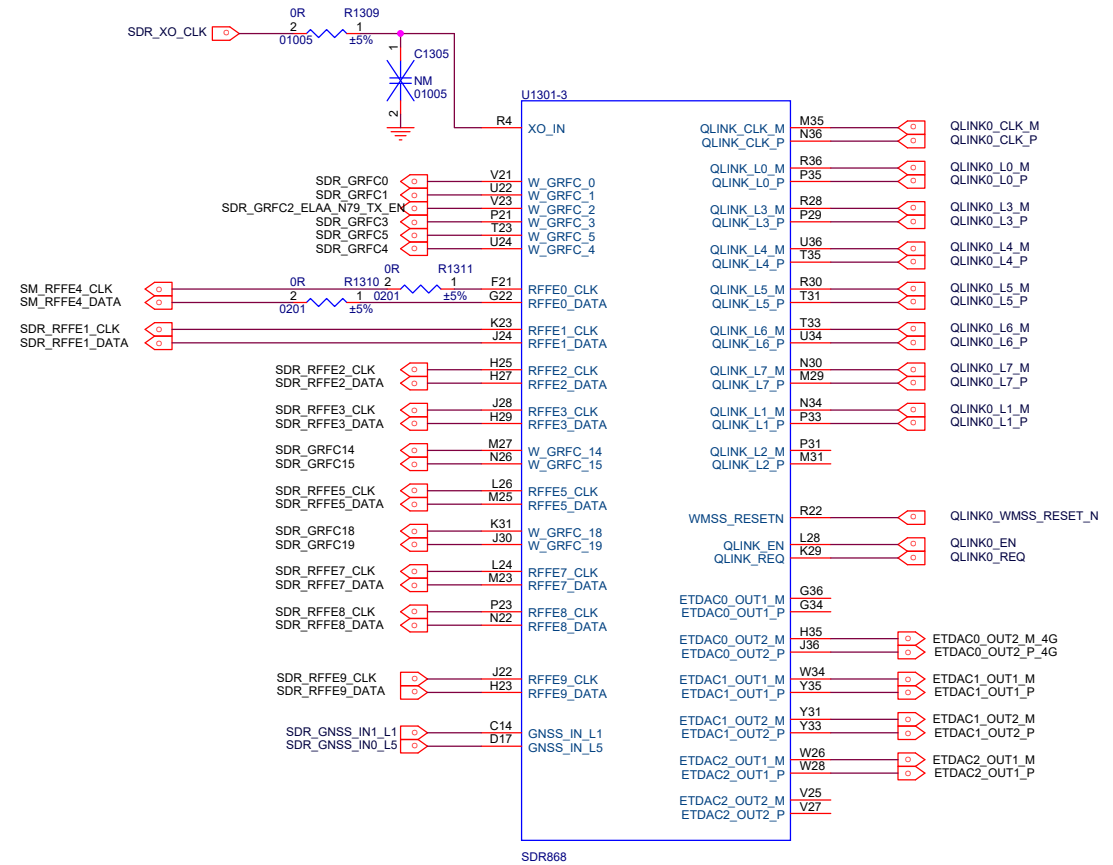 0R R1309
SDR_XO_CLK 2 1
01005 ±5%
1 C1305
NM
01005
2
U1301-3
R4 XO_IN
SDR_GRFC0 V21 W_GRFC_0
SDR_GRFC1 U22 W_GRFC_1
SDR_GRFC2_ELAA_N79_TX_EN V23 W_GRFC_2
SDR_GRFC3 P21 W_GRFC_3
SDR_GRFC5 T23 W_GRFC_5
SDR_GRFC4 U24 W_GRFC_4
0R R1310 0R R1311
SM_RFFE4_CLK 2 1 F21 RFFE0_CLK
SM_RFFE4_DATA 2 1 G22 RFFE0_DATA
0201 ±5% 0201 ±5%
SDR_RFFE1_CLK K23 RFFE1_CLK
SDR_RFFE1_DATA J24 RFFE1_DATA
SDR_RFFE2_CLK H25 RFFE2_CLK
SDR_RFFE2_DATA H27 RFFE2_DATA
SDR_RFFE3_CLK J28 RFFE3_CLK
SDR_RFFE3_DATA H29 RFFE3_DATA
SDR_GRFC14 M27 W_GRFC_14
SDR_GRFC15 N26 W_GRFC_15
SDR_RFFE5_CLK L26 RFFE5_CLK
SDR_RFFE5_DATA M25 RFFE5_DATA
SDR_GRFC18 K31 W_GRFC_18
SDR_GRFC19 J30 W_GRFC_19
SDR_RFFE7_CLK L24 RFFE7_CLK
SDR_RFFE7_DATA M23 RFFE7_DATA
SDR_RFFE8_CLK P23 RFFE8_CLK
SDR_RFFE8_DATA N22 RFFE8_DATA
SDR_RFFE9_CLK J22 RFFE9_CLK
SDR_RFFE9_DATA H23 RFFE9_DATA
SDR_GNSS_IN1_L1 C14 GNSS_IN_L1
SDR_GNSS_IN0_L5 D17 GNSS_IN_L5
QLINK_CLK_M M35 QLINK0_CLK_M
QLINK_CLK_P N36 QLINK0_CLK_P
QLINK_L0_M R36 QLINK0_L0_M
QLINK_L0_P P35 QLINK0_L0_P
QLINK_L3_M R28 QLINK0_L3_M
QLINK_L3_P P29 QLINK0_L3_P
QLINK_L4_M U36 QLINK0_L4_M
QLINK_L4_P T35 QLINK0_L4_P
QLINK_L5_M R30 QLINK0_L5_M
QLINK_L5_P T31 QLINK0_L5_P
QLINK_L6_M T33 QLINK0_L6_M
QLINK_L6_P U34 QLINK0_L6_P
QLINK_L7_M N30 QLINK0_L7_M
QLINK_L7_P M29 QLINK0_L7_P
QLINK_L1_M N34 QLINK0_L1_M
QLINK_L1_P P33 QLINK0_L1_P
QLINK_L2_M P31
QLINK_L2_P M31
WMSS_RESETN R22 QLINK0_WMSS_RESET_N
QLINK_EN L28 QLINK0_EN
QLINK_REQ K29 QLINK0_REQ
ETDAC0_OUT1_M G36
ETDAC0_OUT1_P G34
ETDAC0_OUT2_M H35 ETDAC0_OUT2_M_4G
ETDAC0_OUT2_P J36 ETDAC0_OUT2_P_4G
ETDAC1_OUT1_M W34 ETDAC1_OUT1_M
ETDAC1_OUT1_P Y35 ETDAC1_OUT1_P
ETDAC1_OUT2_M Y31 ETDAC1_OUT2_M
ETDAC1_OUT2_P Y33 ETDAC1_OUT2_P
ETDAC2_OUT1_M W26 ETDAC2_OUT1_M
ETDAC2_OUT1_P W28 ETDAC2_OUT1_P
ETDAC2_OUT2_M V25
ETDAC2_OUT2_P V27
SDR868